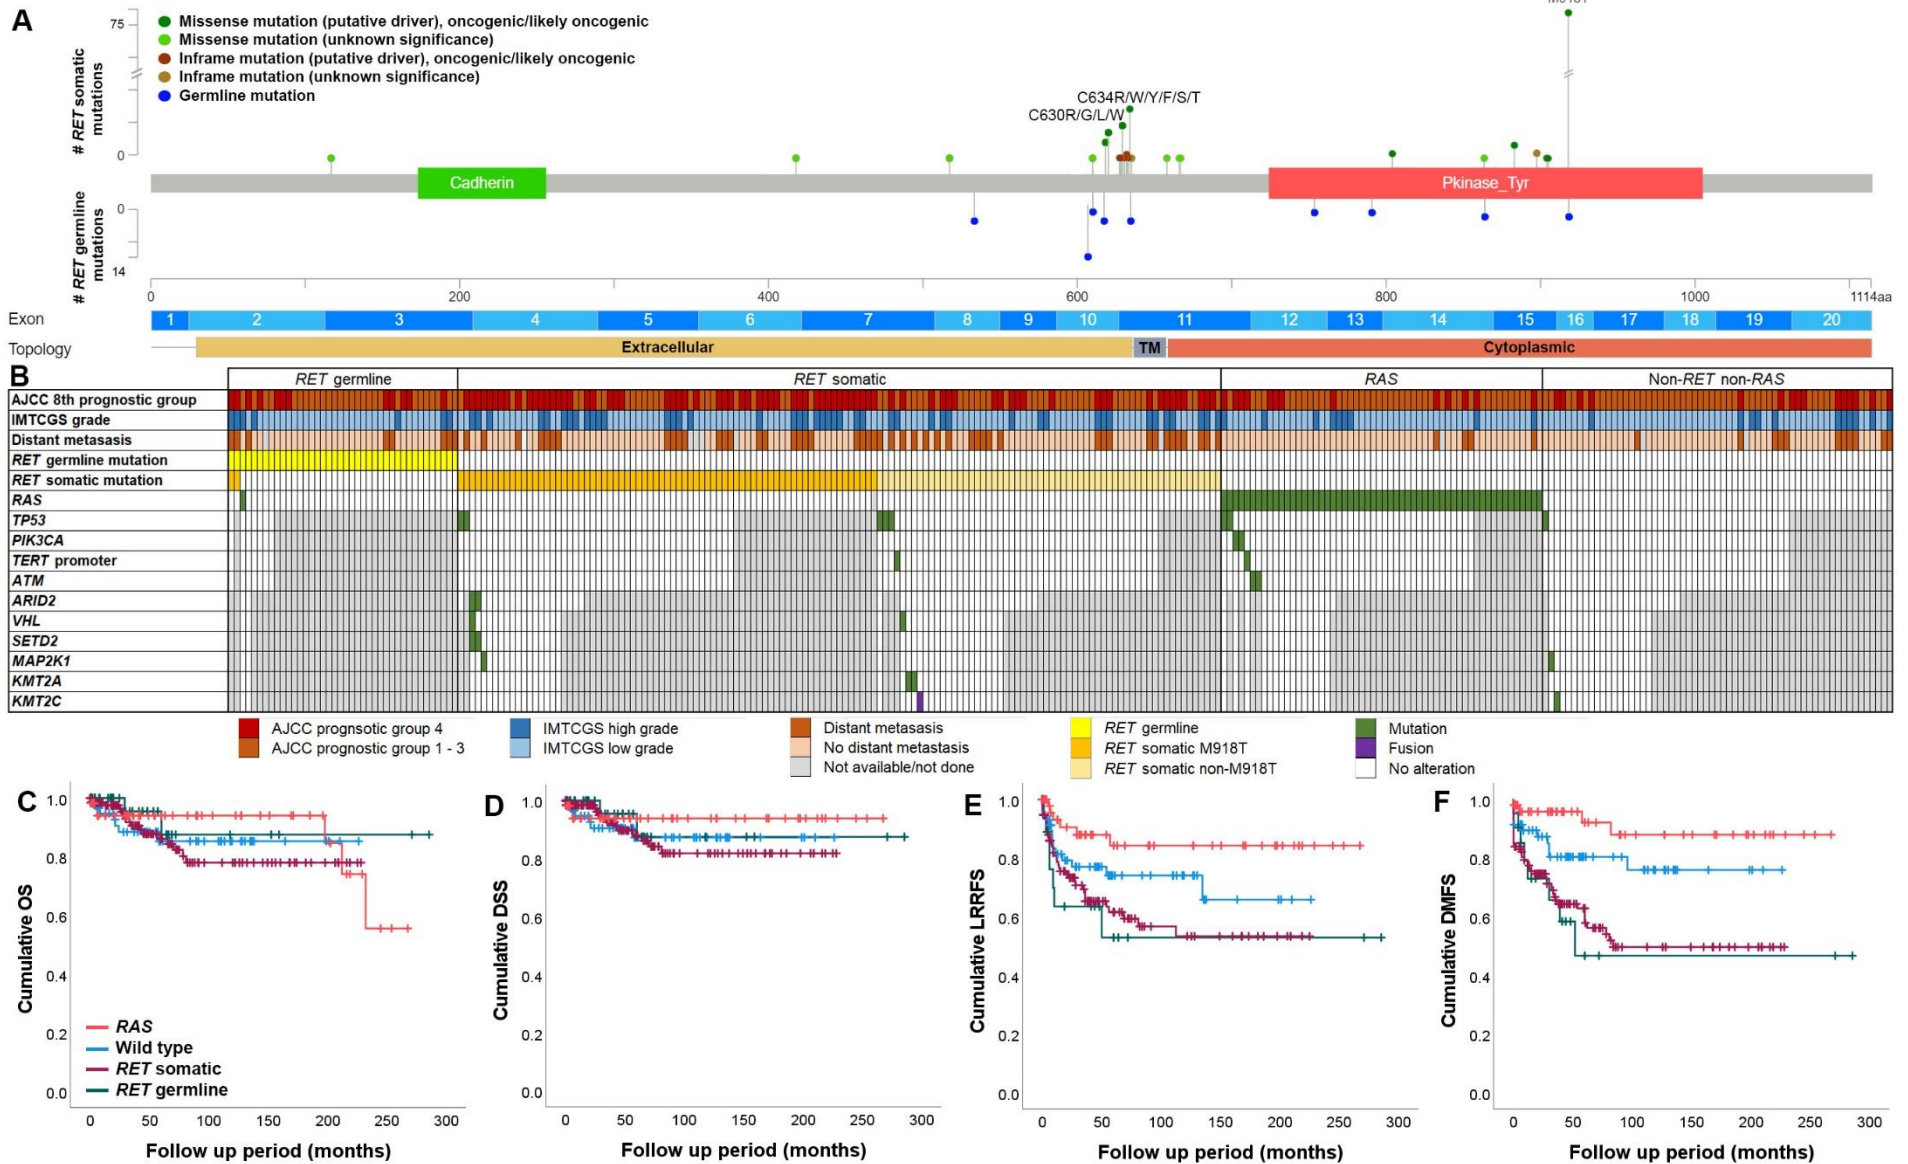 A
75
Missense mutation (putative driver), oncogenic/likely oncogenic
Missense mutation (unknown significance)
Inframe mutation (putative driver), oncogenic/likely oncogenic
Inframe mutation (unknown significance)
Germline mutation
# RET somatic
mutations
C634R/W/Y/F/S/T
C630R/G/L/W
0
Cadherin
Pkinase_Tyr
0
# RET germline
mutations
14
0 200 400 600 800 1000 1114aa
Exon 1 2 3 4 5 6 7 8 9 10 11 12 13 14 15 16 17 18 19 20
Topology Extracellular TM Cytoplasmic
B
RET germline RET somatic RAS Non-RET non-RAS
AJCC 8th prognostic group
IMTCGS grade
Distant metasasis
RET germline mutation
RET somatic mutation
RAS
TP53
PIK3CA
TERT promoter
ATM
ARID2
VHL
SETD2
MAP2K1
KMT2A
KMT2C
AJCC prognsotic group 4 IMTCGS high grade Distant metasasis RET germline Mutation
AJCC prognostic group 1 - 3 IMTCGS low grade No distant metastasis RET somatic M918T Fusion
Not available/not done RET somatic non-M918T No alteration
C
Cumulative OS
1.0
0.8
0.6
0.4
0.2
0.0
RAS
Wild type
RET somatic
RET germline
0 50 100 150 200 250 300
Follow up period (months)
D
Cumulative DSS
1.0
0.8
0.6
0.4
0.2
0.0
0 50 100 150 200 250 300
Follow up period (months)
E
Cumulative LRRFS
1.0
0.8
0.6
0.4
0.2
0.0
0 50 100 150 200 250 300
Follow up period (months)
F
Cumulative DMFS
1.0
0.8
0.6
0.4
0.2
0.0
0 50 100 150 200 250 300
Follow up period (months)